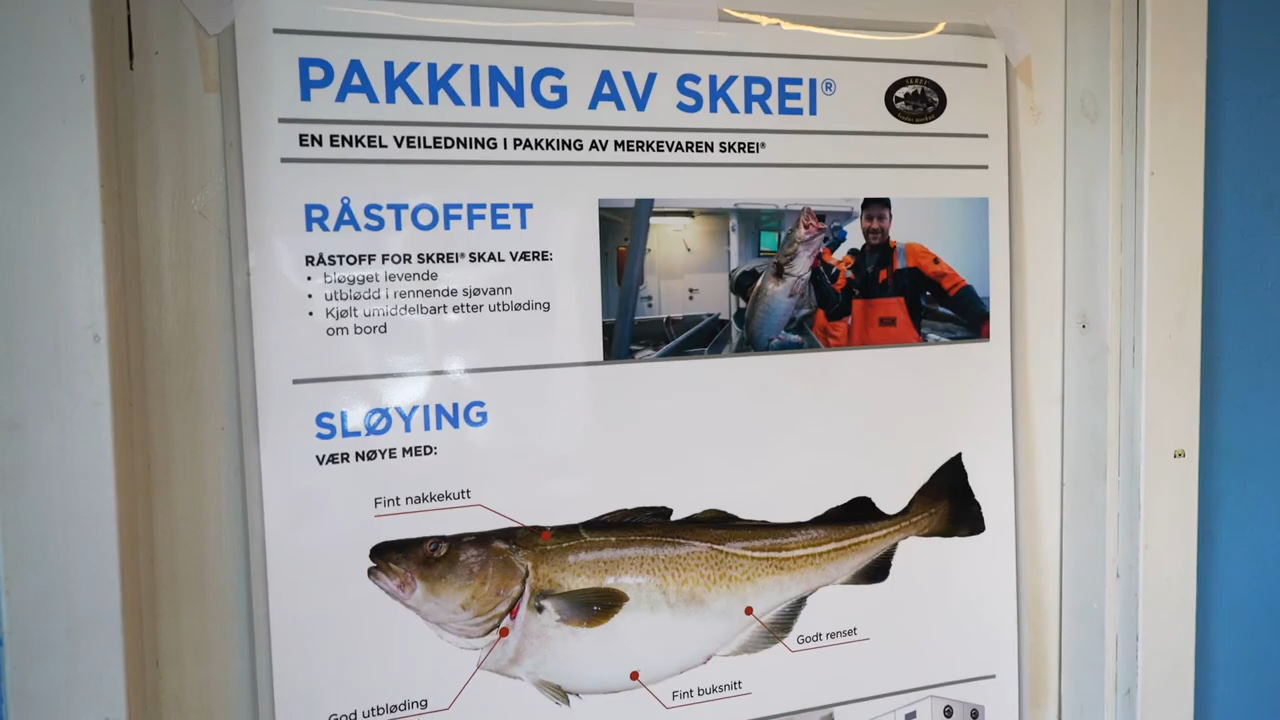 PAKKING AV SKREI®
SKREI
EN ENKEL VEILEDNING I PAKKING AV MERKEVAREN SKREI®
RÅSTOFFET
RÅSTOFF FOR SKREI® SKAL VÆRE:
• bløgget levende
• utblødd i rennende sjøvann
• Kjølt umiddelbart etter utbløding
om bord
SLØYING
VÆR NØYE MED:
Fint nakkekutt
Godt renset
Fint buksnitt
God utbløding